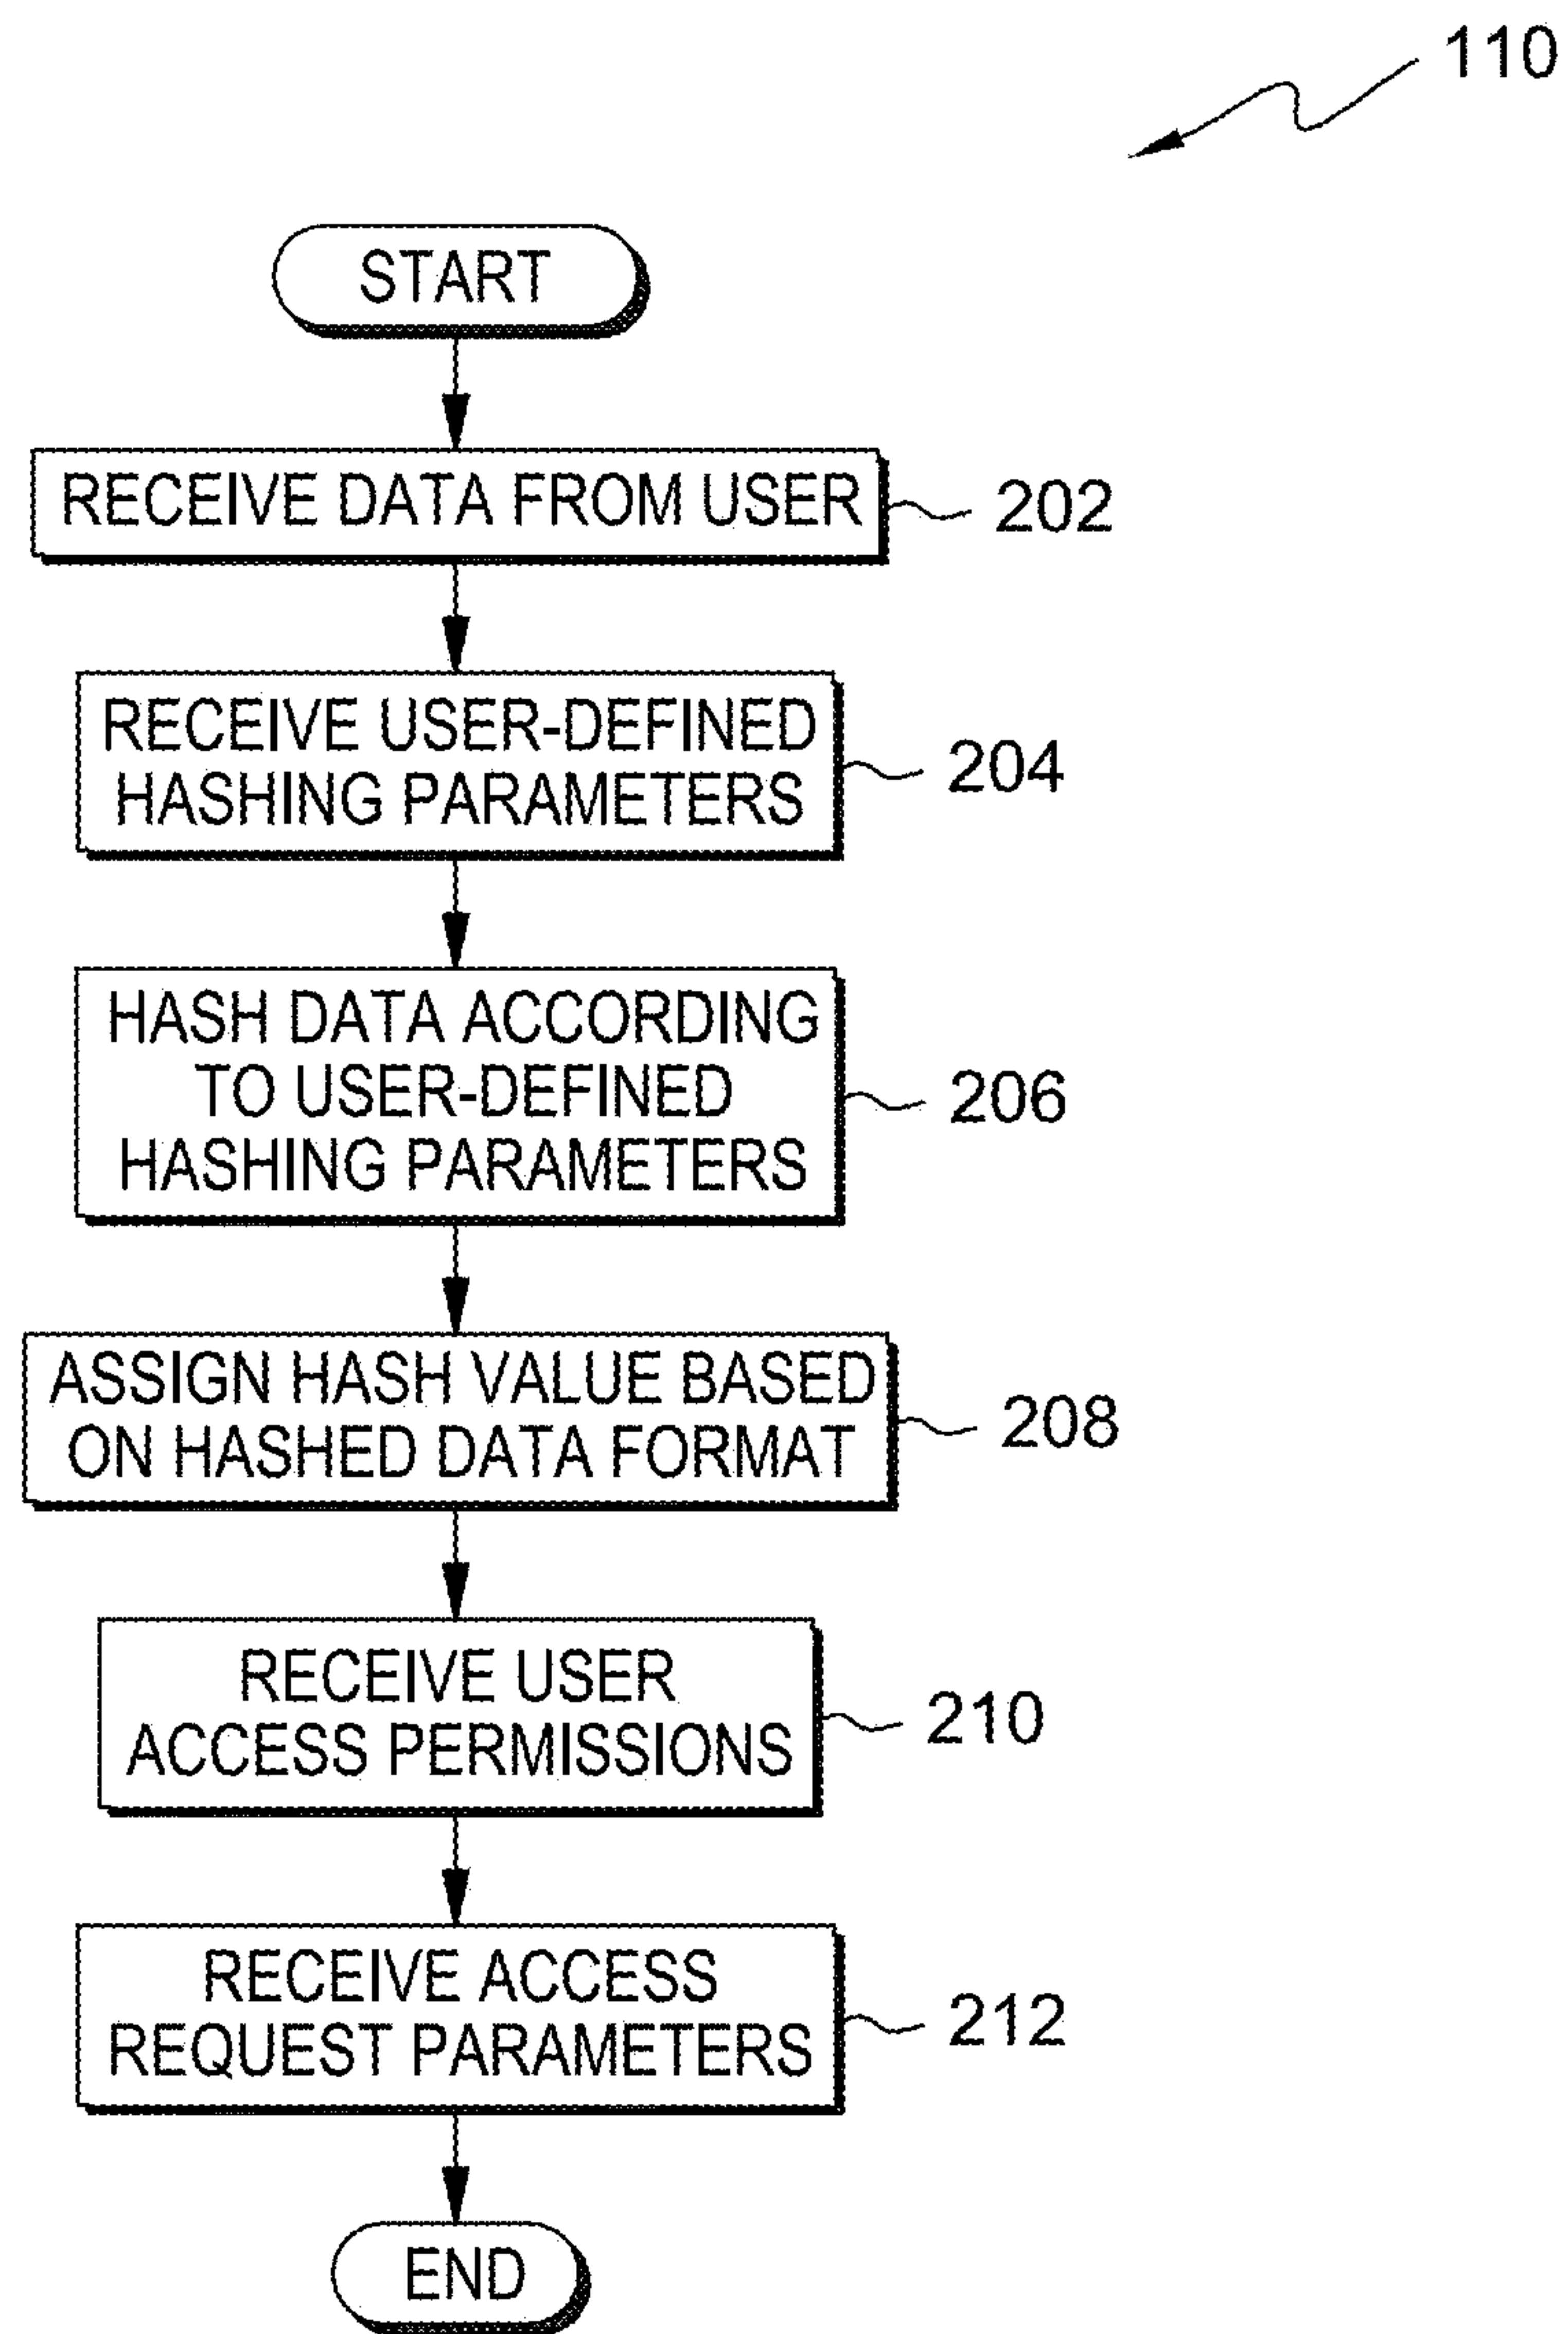 110
START
RECEIVE DATA FROM USER
202
RECEIVE USER-DEFINED
HASHING PARAMETERS
204
HASH DATA ACCORDING
TO USER-DEFINED
HASHING PARAMETERS
206
ASSIGN HASH VALUE BASED
ON HASHED DATA FORMAT
208
RECEIVE USER
ACCESS PERMISSIONS
210
RECEIVE ACCESS
REQUEST PARAMETERS
212
END